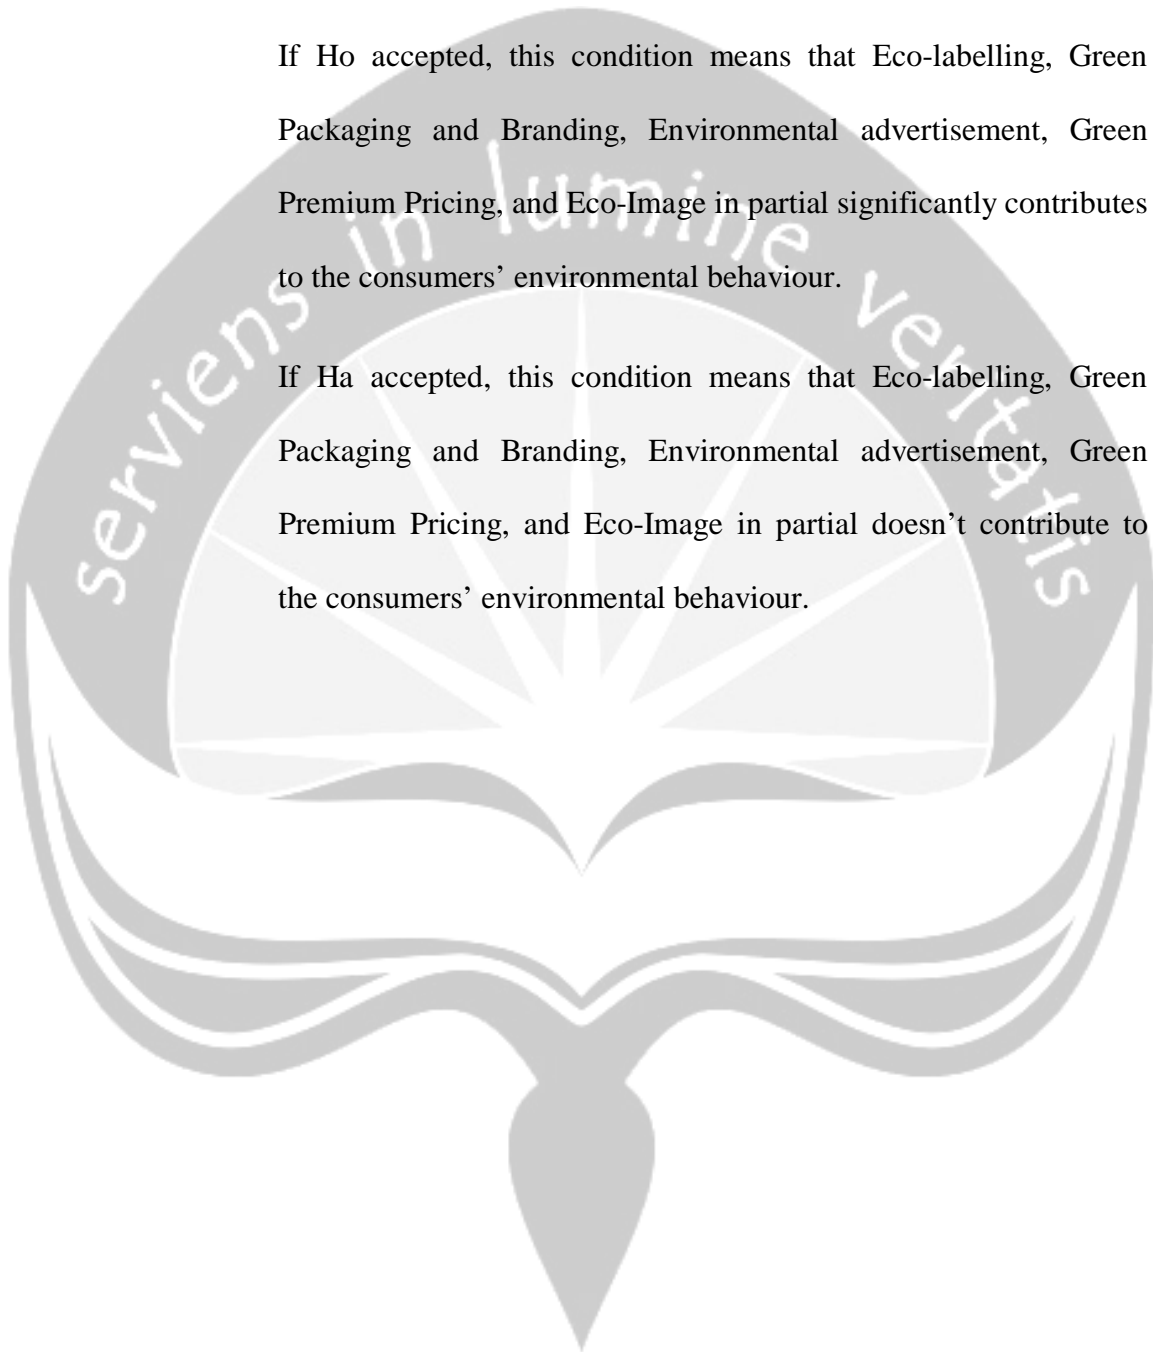 If Ho accepted, this condition means that Eco-labelling, Green
Packaging and Branding, Environmental advertisement, Green
Premium Pricing, and Eco-Image in partial significantly contributes
to the consumers’ environmental behaviour.
If Ha accepted, this condition means that Eco-labelling, Green
Packaging and Branding, Environmental advertisement, Green
Premium Pricing, and Eco-Image in partial doesn’t contribute to
the consumers’ environmental behaviour.
serviens in lumine veritatis